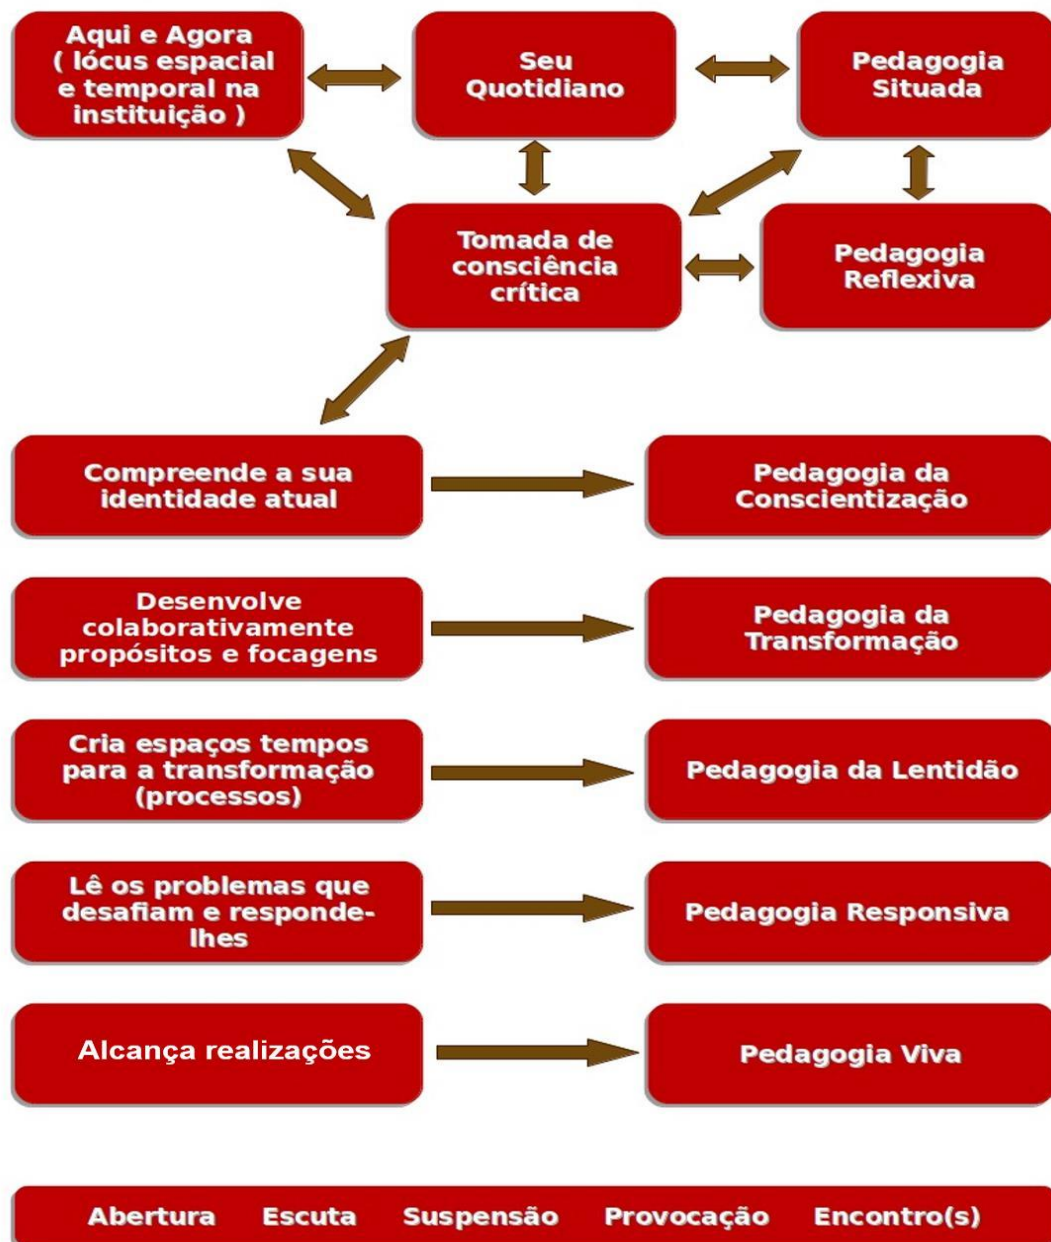 Aqui e Agora
( lócus espacial
e temporal na
instituição )
Seu
Quotidiano
Pedagogia
Situada
Tomada de
consciência
crítica
Pedagogia
Reflexiva
Compreende a sua
identidade atual
Pedagogia da
Conscientização
Desenvolve
colaborativamente
propósitos e focagens
Pedagogia da
Transformação
Cria espaços tempos
para a transformação
(processos)
Pedagogia da Lentidão
Lê os problemas que
desafiam e responde-
lhes
Pedagogia Responsiva
Alcança realizações
Pedagogia Viva
Abertura Escuta Suspensão Provocação Encontro(s)